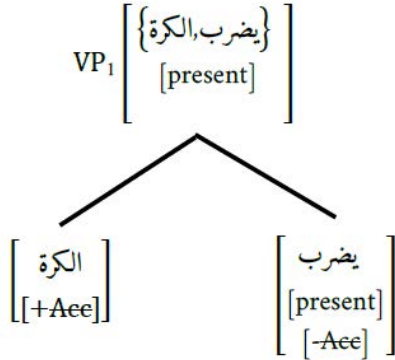 {يضرب,الكرة}
VP₁
[present]
الكرة
[+Acc]
يضرب
[present]
[-Acc]